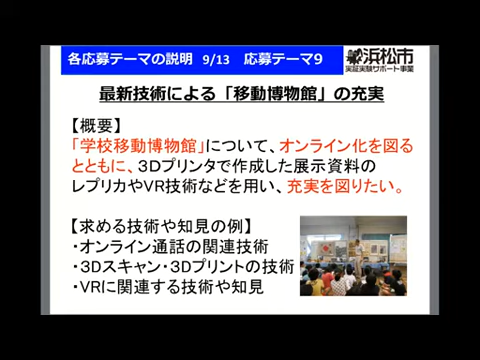 各応募テーマの説明 9/13 応募テーマ9
浜松市
実証実験サポート事業
最新技術による「移動博物館」の充実
【概要】
「学校移動博物館」について、オンライン化を図る
とともに、3Dプリンタで作成した展示資料の
レプリカやVR技術などを用い、充実を図りたい。
【求める技術や知見の例】
・オンライン通話の関連技術
・3Dスキャン・3Dプリントの技術
・VRに関連する技術や知見